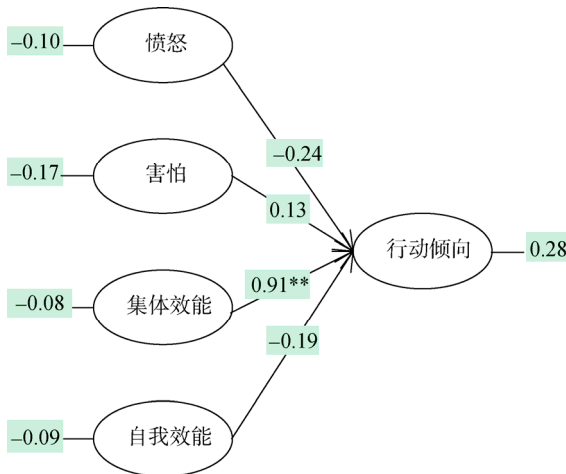 –0.10
愤怒
–0.24
–0.17
害怕
0.13
行动倾向
0.28
0.91**
–0.08
集体效能
–0.19
–0.09
自我效能